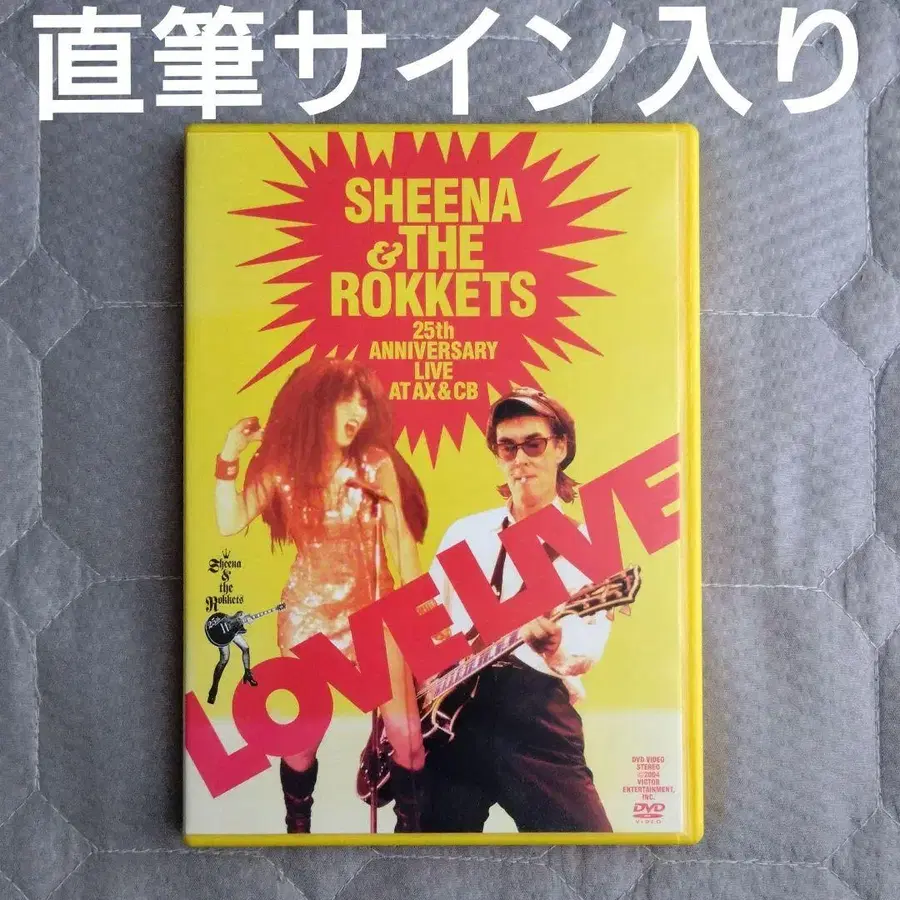 直筆サイン入り
SHEENA
&THE
ROKKETS
25th
ANNIVERSARY
LIVE
AT AX & CB
LOVE LIVE
Sheena
&
the
Rokkets
25th
DVD VIDEO
STEREO
©2004
VICTOR
ENTERTAINMENT,
INC.
DVD
VIDEO